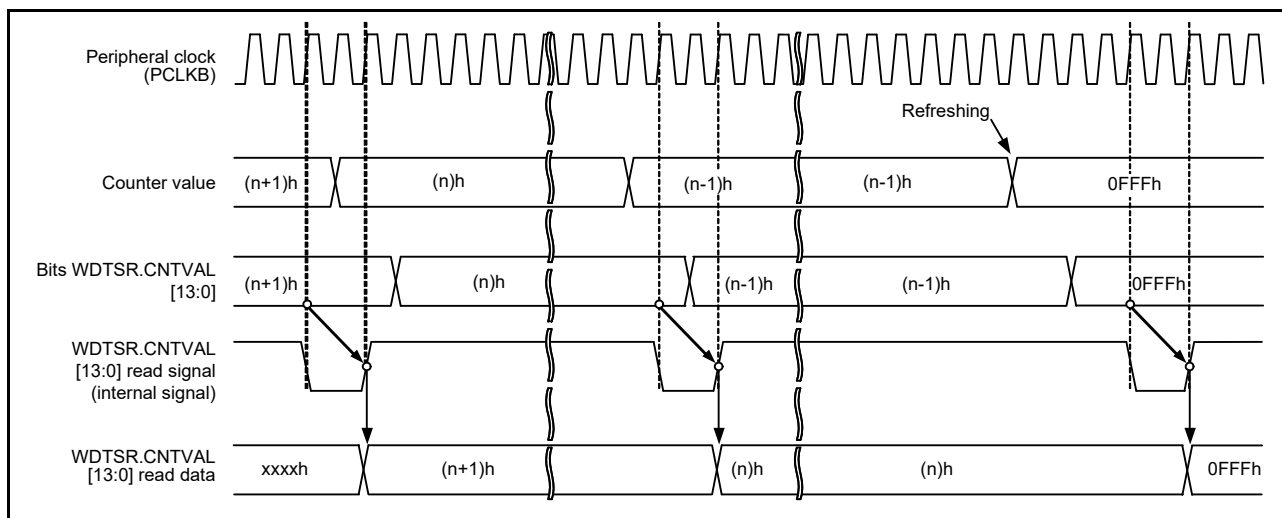 Peripheral clock
(PCLKB)
Refreshing
Counter value
(n+1)h
(n)h
(n-1)h
(n-1)h
0FFFh
Bits WDTSR.CNTVAL
[13:0]
(n+1)h
(n)h
(n-1)h
(n-1)h
0FFFh
WDTSR.CNTVAL
[13:0] read signal
(internal signal)
WDTSR.CNTVAL
[13:0] read data
xxxxh
(n+1)h
(n)h
(n)h
0FFFh